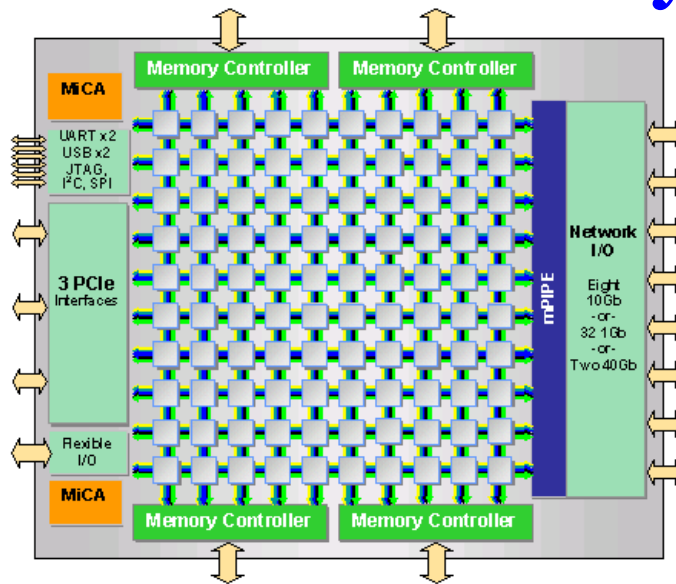 Memory Controller
Memory Controller
MiCA
UART x2
USB x2
JTAG,
I²C, SPI
3 PCIe
Interfaces
Flexible
I/O
MiCA
mPIPE
Network
I/O
Eight
10Gb
-or-
32 1Gb
-or-
Two 40Gb
Memory Controller
Memory Controller